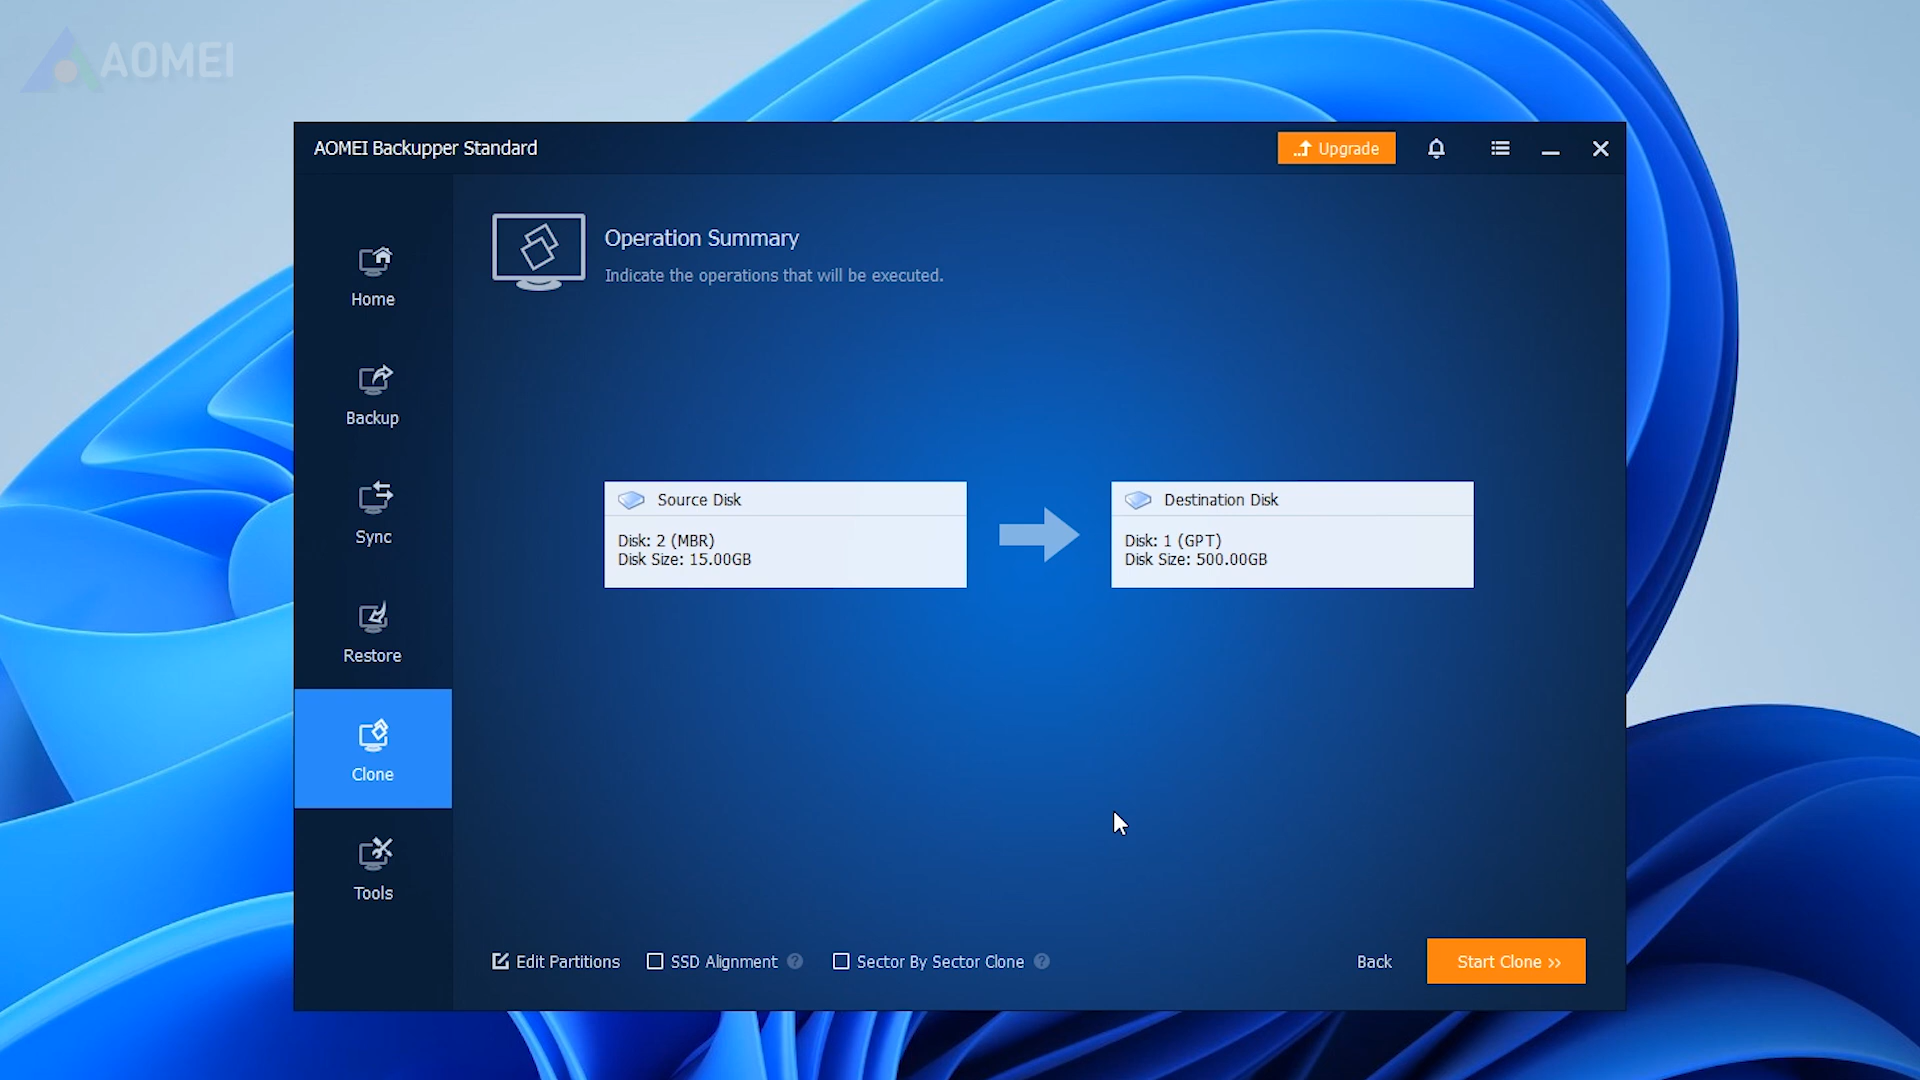 AOMEI
AOMEI Backupper Standard
Upgrade
Home
Backup
Sync
Restore
Clone
Tools
Operation Summary
Indicate the operations that will be executed.
Source Disk
Disk: 2 (MBR)
Disk Size: 15.00GB
Destination Disk
Disk: 1 (GPT)
Disk Size: 500.00GB
Edit Partitions
SSD Alignment ?
Sector By Sector Clone ?
Back
Start Clone >>